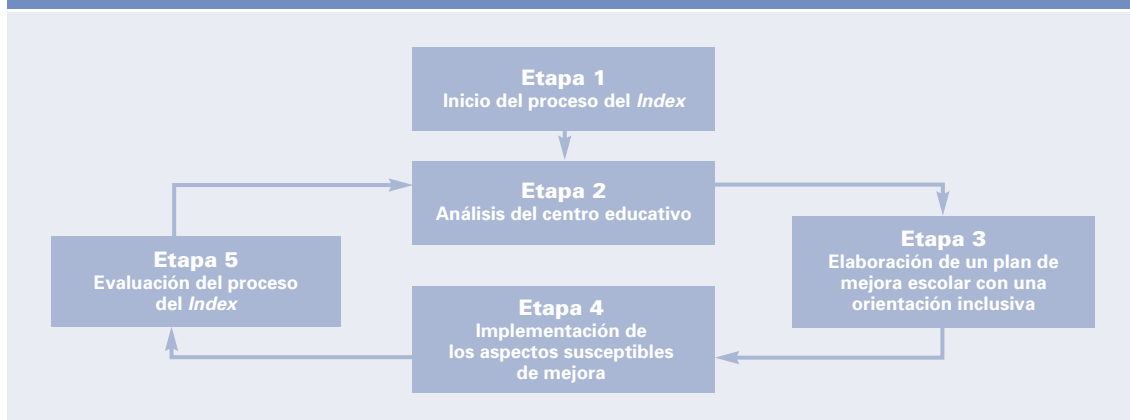 Etapa 1
Inicio del proceso del Index
Etapa 2
Análisis del centro educativo
Etapa 3
Elaboración de un plan de
mejora escolar con una
orientación inclusiva
Etapa 4
Implementación de
los aspectos susceptibles
de mejora
Etapa 5
Evaluación del proceso
del Index